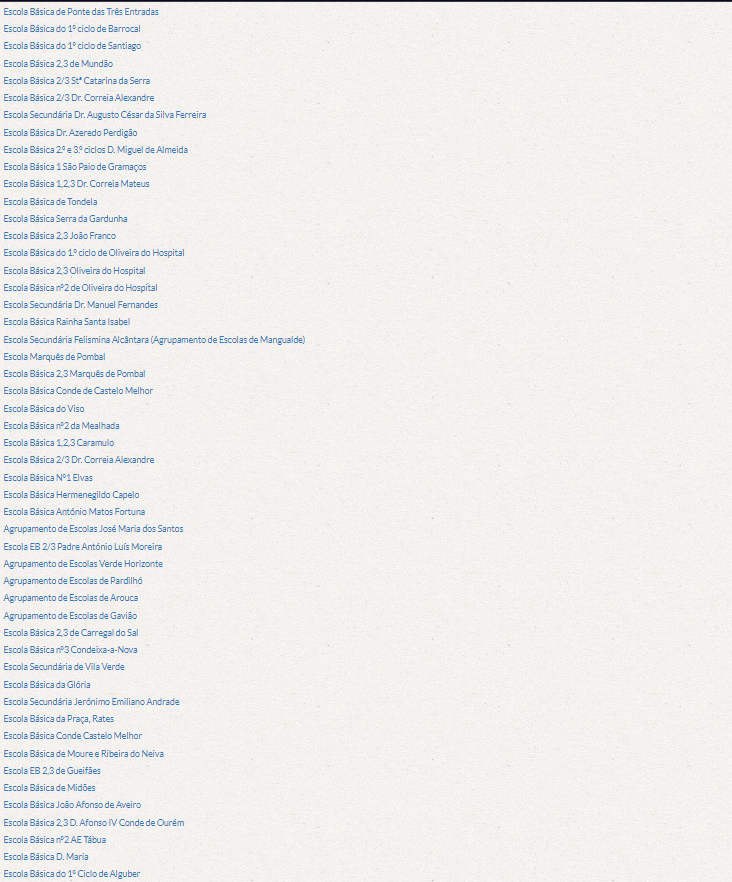 Escola Básica de Ponte das Três Entradas
Escola Básica do 1º ciclo de Barrocal
Escola Básica do 1º ciclo de Santiago
Escola Básica 2,3 de Mundão
Escola Básica 2/3 Stª Catarina da Serra
Escola Básica 2/3 Dr. Correia Alexandre
Escola Secundária Dr. Augusto César da Silva Ferreira
Escola Básica Dr. Azeredo Perdigão
Escola Básica 2.º e 3.º ciclos D. Miguel de Almeida
Escola Básica 1 São Paio de Gramaços
Escola Básica 1,2,3 Dr. Correia Mateus
Escola Básica de Tondela
Escola Básica Serra da Gardunha
Escola Básica 2,3 João Franco
Escola Básica do 1.º ciclo de Oliveira do Hospital
Escola Básica 2,3 Oliveira do Hospital
Escola Básica nº2 de Oliveira do Hospital
Escola Secundária Dr. Manuel Fernandes
Escola Básica Rainha Santa Isabel
Escola Secundária Felismina Alcântara (Agrupamento de Escolas de Mangualde)
Escola Marquês de Pombal
Escola Básica 2,3 Marquês de Pombal
Escola Básica Conde de Castelo Melhor
Escola Básica do Viso
Escola Básica nº2 da Mealhada
Escola Básica 1,2,3 Caramulo
Escola Básica 2/3 Dr. Correia Alexandre
Escola Básica Nº1 Elvas
Escola Básica Hermenegildo Capelo
Escola Básica António Matos Fortuna
Agrupamento de Escolas José Maria dos Santos
Escola EB 2/3 Padre António Luís Moreira
Agrupamento de Escolas Verde Horizonte
Agrupamento de Escolas de Pardilhó
Agrupamento de Escolas de Arouca
Agrupamento de Escolas de Gavião
Escola Básica 2,3 de Carregal do Sal
Escola Básica nº3 Condeixa-a-Nova
Escola Secundária de Vila Verde
Escola Básica da Glória
Escola Secundária Jerónimo Emiliano Andrade
Escola Básica da Praça, Rates
Escola Básica Conde Castelo Melhor
Escola Básica de Moure e Ribeira do Neiva
Escola EB 2,3 de Gueifães
Escola Básica de Midões
Escola Básica João Afonso de Aveiro
Escola Básica 2,3 D. Afonso IV Conde de Ourém
Escola Básica nº2 AE Tábua
Escola Básica D. Maria
Escola Básica do 1º Ciclo de Alguber